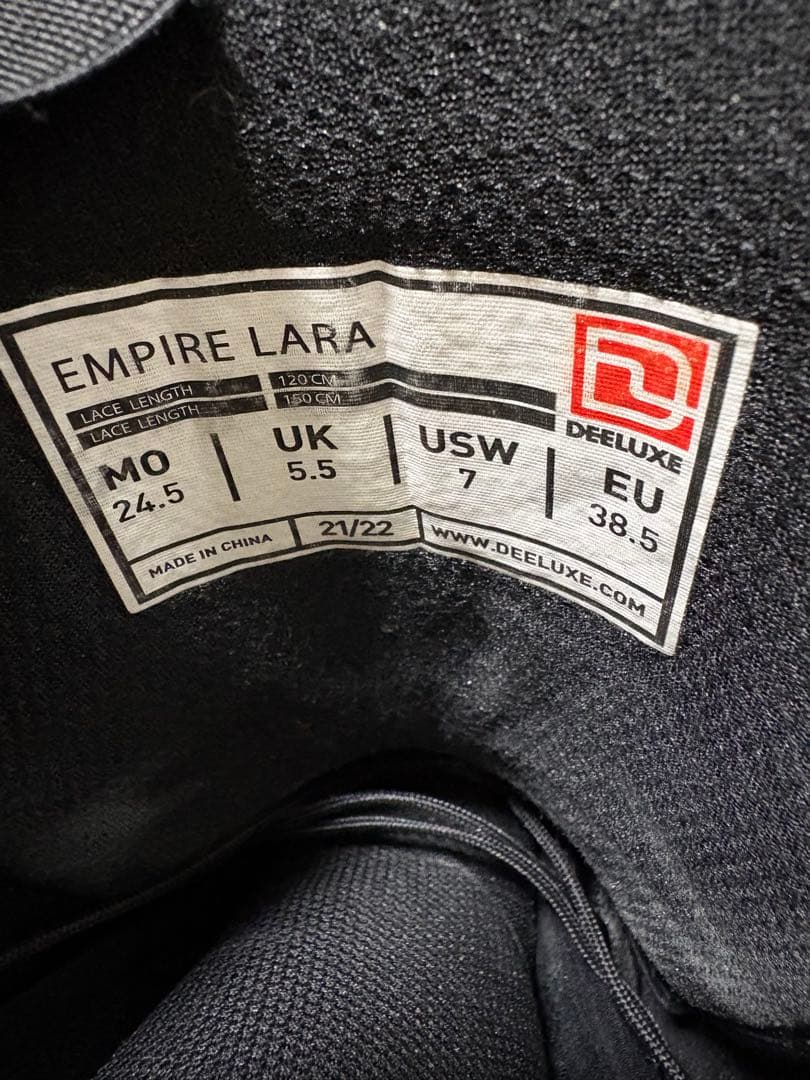 EMPIRE LARA
LACE LENGTH 120 CM
LACE LENGTH 150 CM
DEELUXE
MO UK USW EU
24.5 5.5 7 38.5
MADE IN CHINA 21/22 WWW.DEELUXE.COM